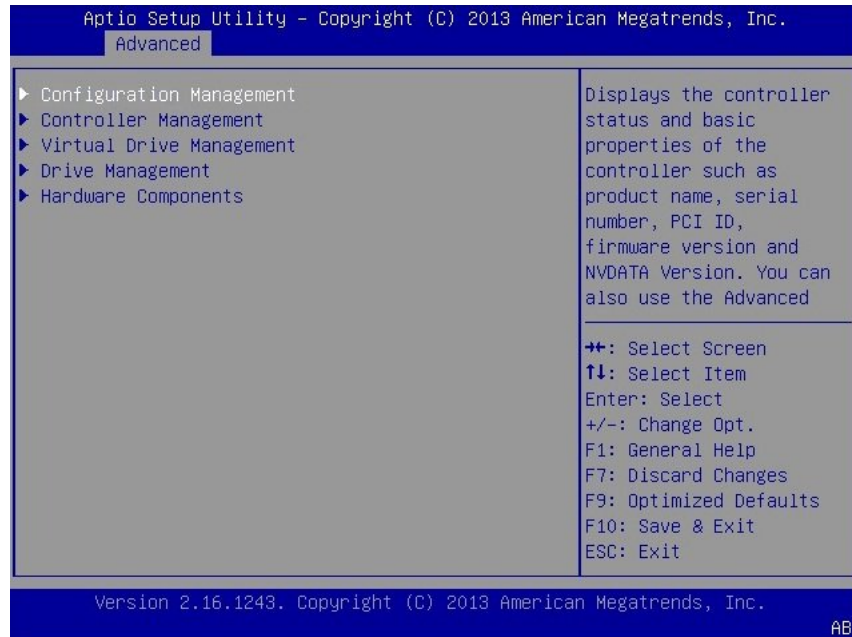 Aptio Setup Utility – Copyright (C) 2013 American Megatrends, Inc.
Advanced
▶ Configuration Management
▶ Controller Management
▶ Virtual Drive Management
▶ Drive Management
▶ Hardware Components
Displays the controller
status and basic
properties of the
controller such as
product name, serial
number, PCI ID,
firmware version and
NVDATA Version. You can
also use the Advanced
→←: Select Screen
↑↓: Select Item
Enter: Select
+/-: Change Opt.
F1: General Help
F7: Discard Changes
F9: Optimized Defaults
F10: Save & Exit
ESC: Exit
Version 2.16.1243. Copyright (C) 2013 American Megatrends, Inc.
AB